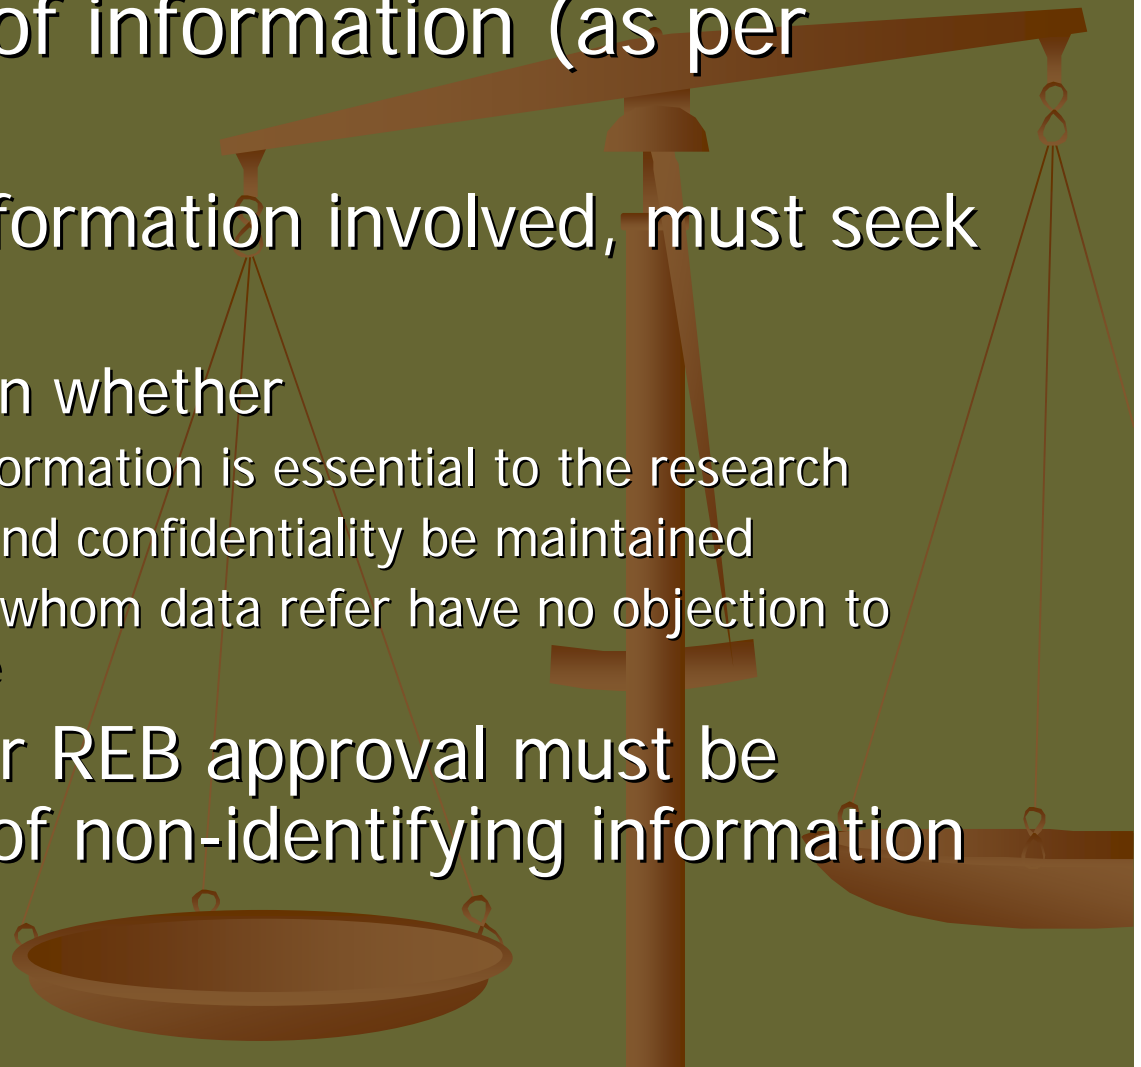 of information (as per
formation involved, must seek
n whether
ormation is essential to the research
nd confidentiality be maintained
whom data refer have no objection to
e
r REB approval must be
of non-identifying information